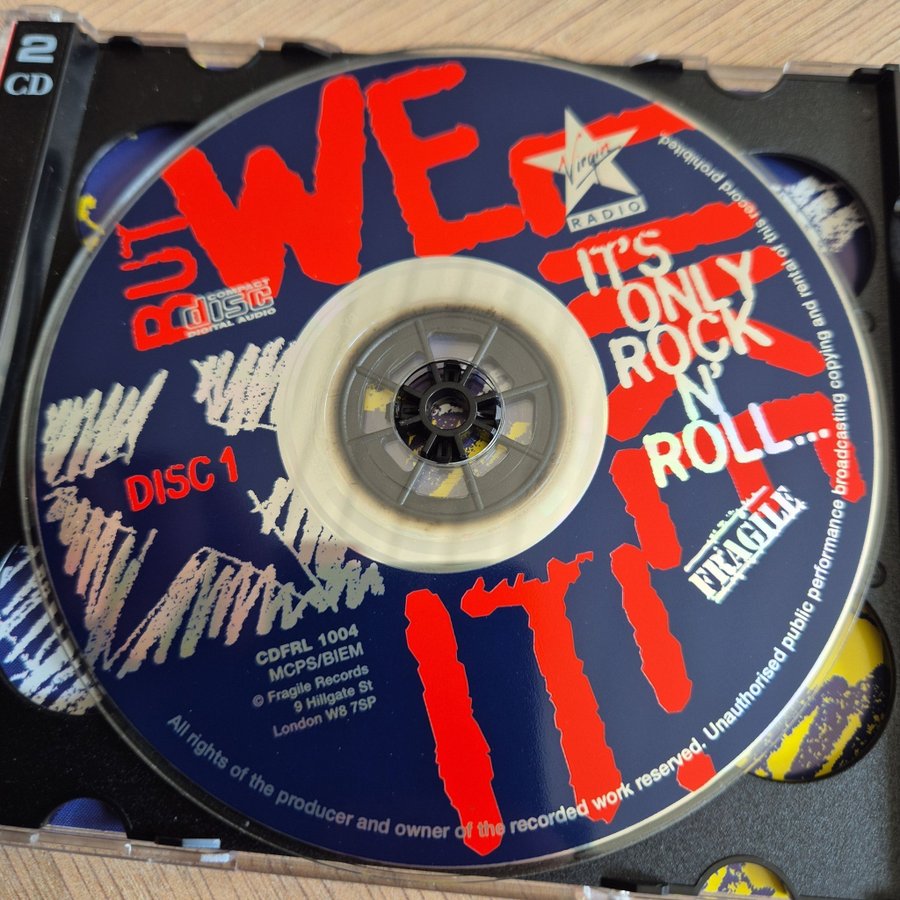 2
CD
BUT
WE
LIKE
IT!
Virgin
RADIO
IT'S
ONLY
ROCK
N'
ROLL...
COMPACT
disc
DIGITAL AUDIO
DISC 1
FRAGILE
CDFRL 1004
MCPS/BIEM
© Fragile Records
9 Hillgate St
London W8 7SP
All rights of the producer and owner of the recorded work reserved. Unauthorised public performance broadcasting copying and rental of this record prohibited.